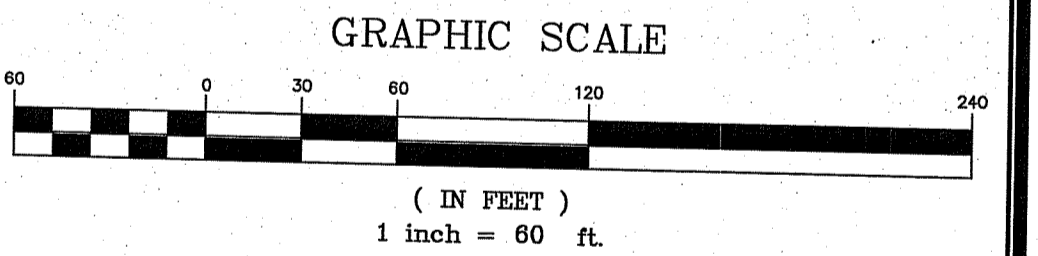 GRAPHIC SCALE
60 0 30 60 120 240
( IN FEET )
1 inch = 60 ft.